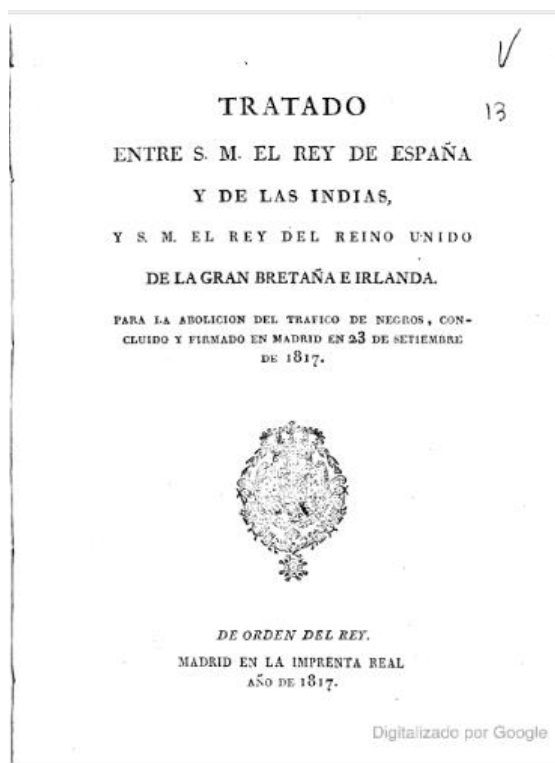 V
TRATADO
13
ENTRE S. M. EL REY DE ESPAÑA
Y DE LAS INDIAS,
Y S. M. EL REY DEL REINO UNIDO
DE LA GRAN BRETAÑA E IRLANDA.
PARA LA ABOLICION DEL TRAFICO DE NEGROS, CON-
CLUIDO Y FIRMADO EN MADRID EN 23 DE SETIEMBRE
DE 1817.
DE ORDEN DEL REY.
MADRID EN LA IMPRENTA REAL
AÑO DE 1817.
Digitalizado por Google